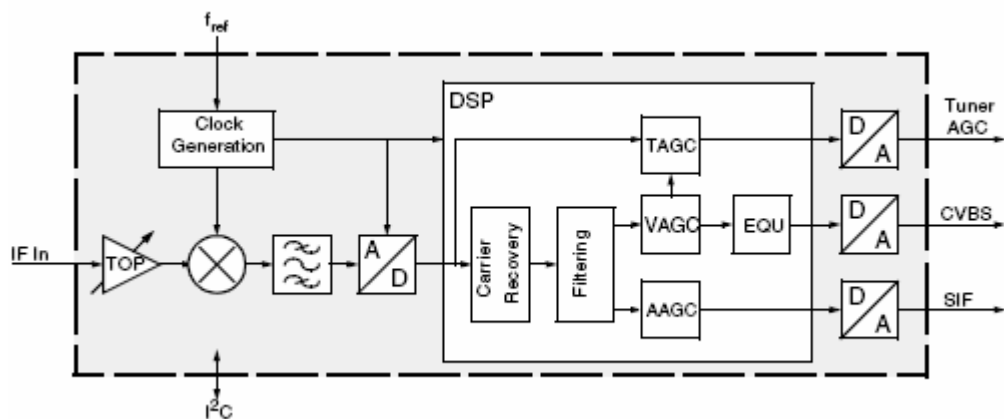 fref
Clock
Generation
DSP
TAGC
D
A
Tuner
AGC
IF In
TOP
A
D
Carrier
Recovery
Filtering
VAGC
EQU
D
A
CVBS
AAGC
D
A
SIF
I²C